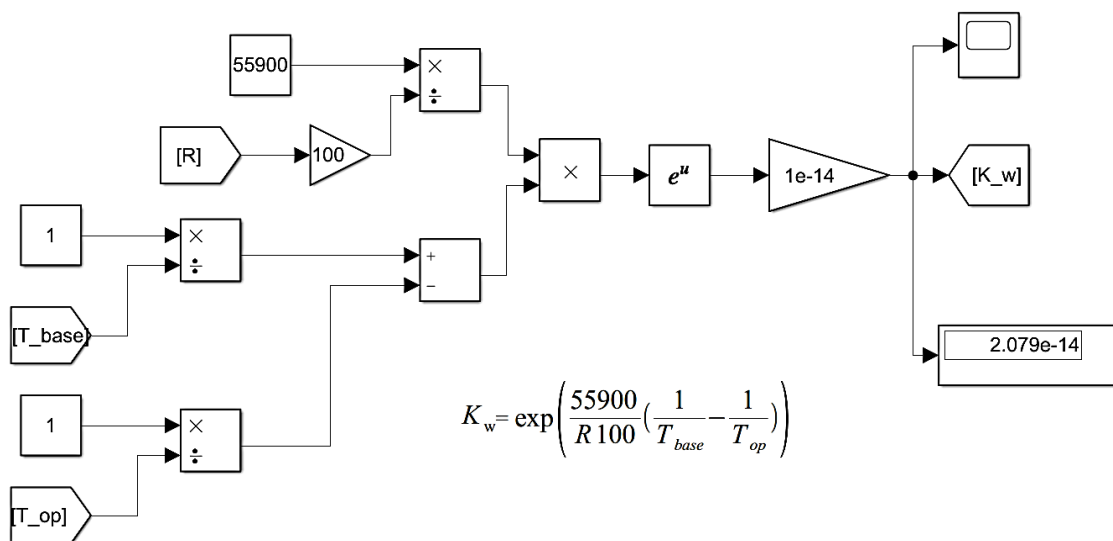 55900
×
÷
[R]
100
×
e^u
1e-14
[K_w]
1
×
÷
[T_base]
+
−
2.079e-14
1
×
÷
[T_op]
K_w = exp(55900/(R 100) (1/T_base − 1/T_op))